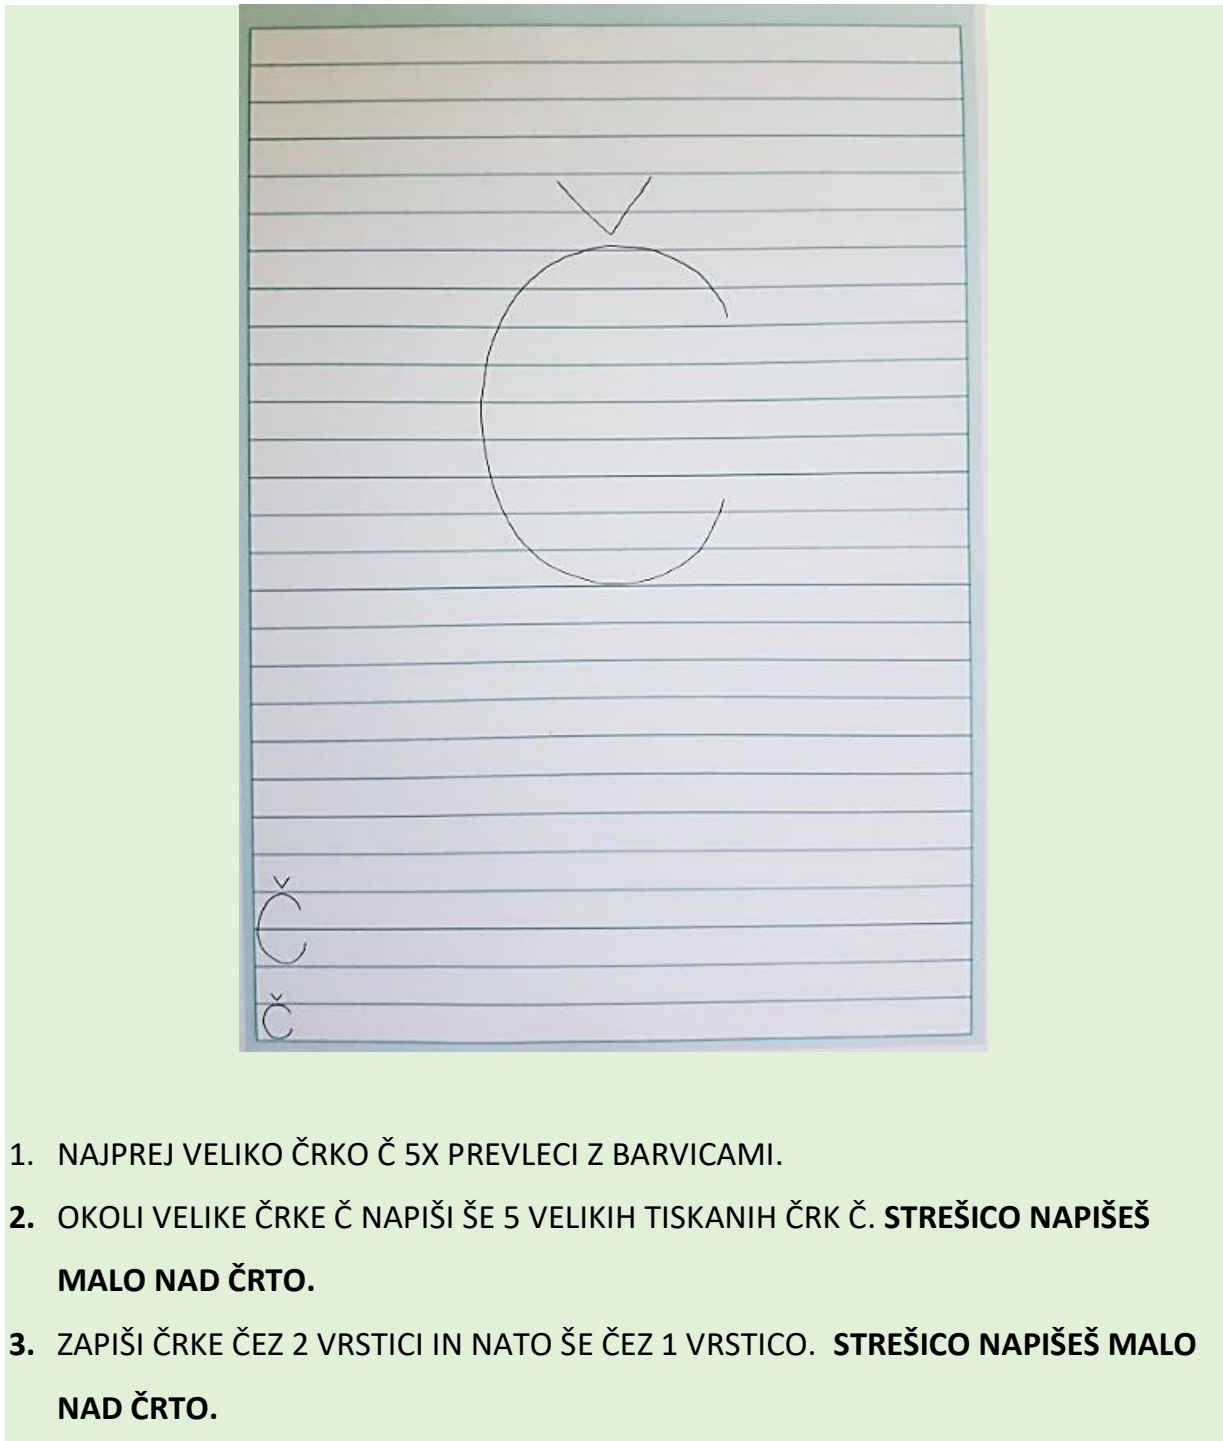 Č
Č
Č
1. NAJPREJ VELIKO ČRKO Č 5X PREVLECI Z BARVICAMI.
2. OKOLI VELIKE ČRKE Č NAPIŠI ŠE 5 VELIKIH TISKANIH ČRK Č. STREŠICO NAPIŠEŠ
MALO NAD ČRTO.
3. ZAPIŠI ČRKE ČEZ 2 VRSTICI IN NATO ŠE ČEZ 1 VRSTICO. STREŠICO NAPIŠEŠ MALO
NAD ČRTO.